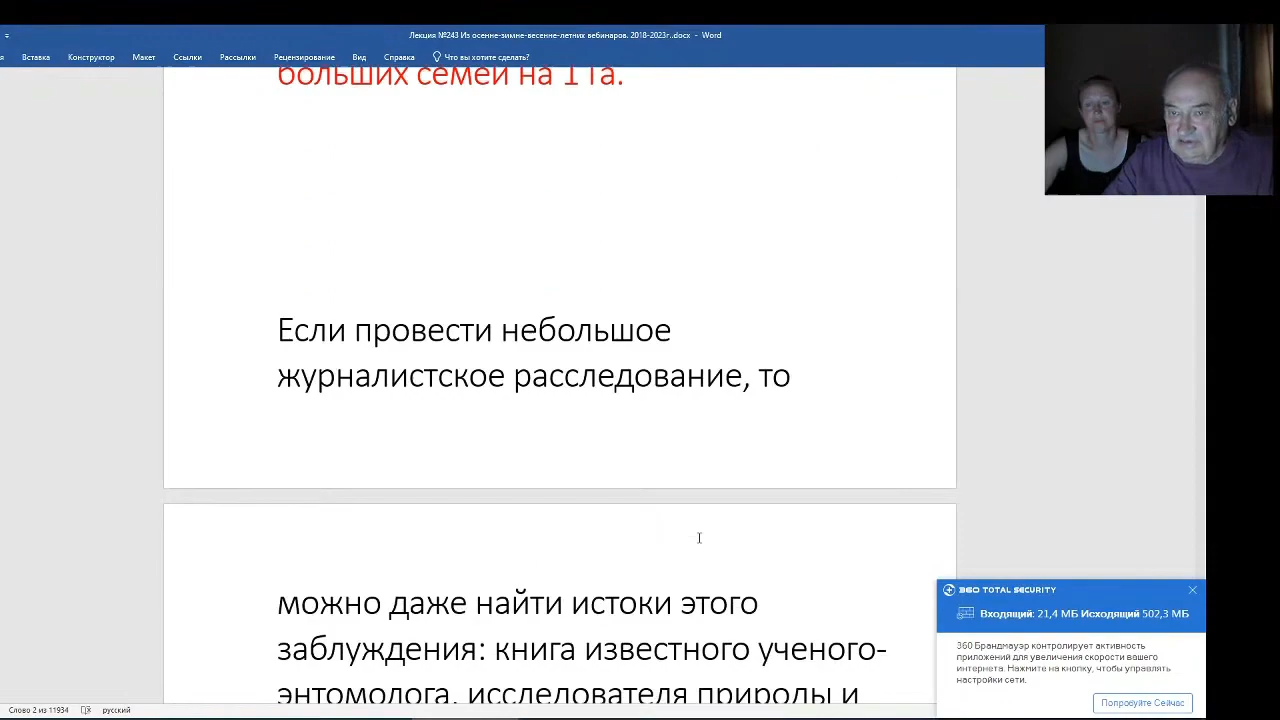 Лекция №243 Из осенне-зимне-весенне-летних вебинаров. 2018-2023г..docx - Word
Вставка Конструктор Макет Ссылки Рассылки Рецензирование Вид Справка Что вы хотите сделать?
больших семей на 1 га.
Если провести небольшое
журналистское расследование, то
можно даже найти истоки этого
заблуждения: книга известного ученого-
энтомолога, исследователя природы и
360 TOTAL SECURITY
Входящий: 21,4 МБ Исходящий 502,3 МБ
360 Брандмауэр контролирует активность
приложений для увеличения скорости вашего
интернета. Нажмите на кнопку, чтобы управлять
настройки сети.
Попробуйте Сейчас
Слово 2 из 11934 русский